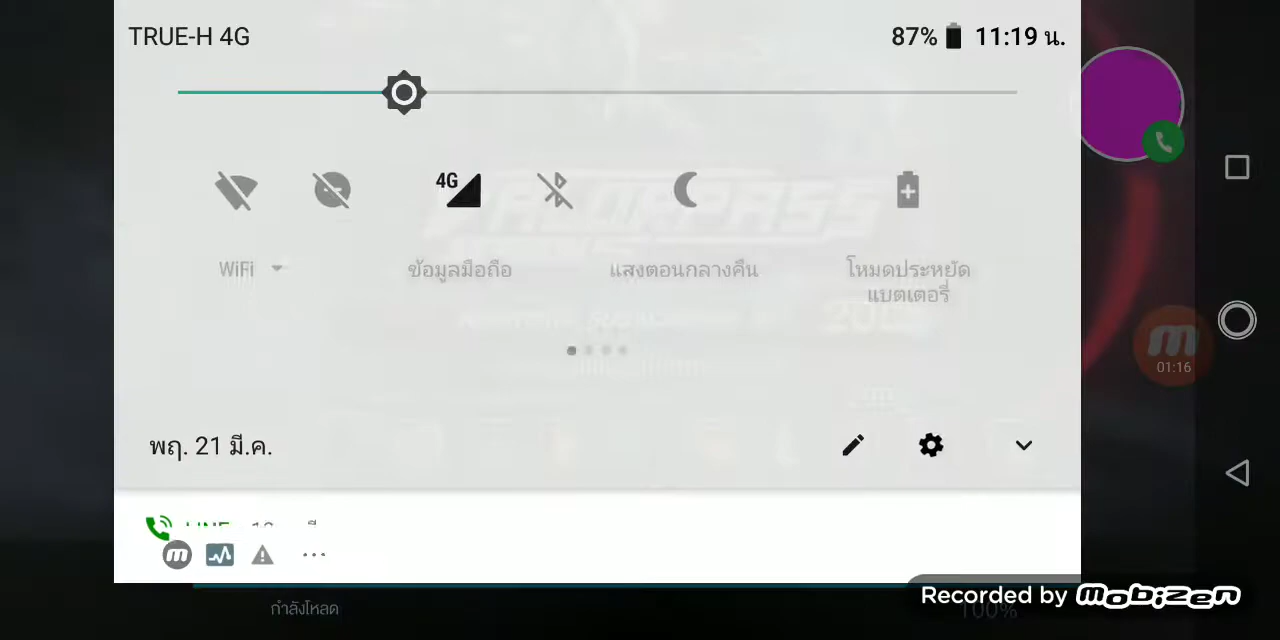 TRUE-H 4G
87% 11:19 น.
4G
WiFi
ข้อมูลมือถือ
แสงตอนกลางคืน
โหมดประหยัด
แบตเตอรี่
01:16
พฤ. 21 มี.ค.
กำลังโหลด
100%
Recorded by mobizen